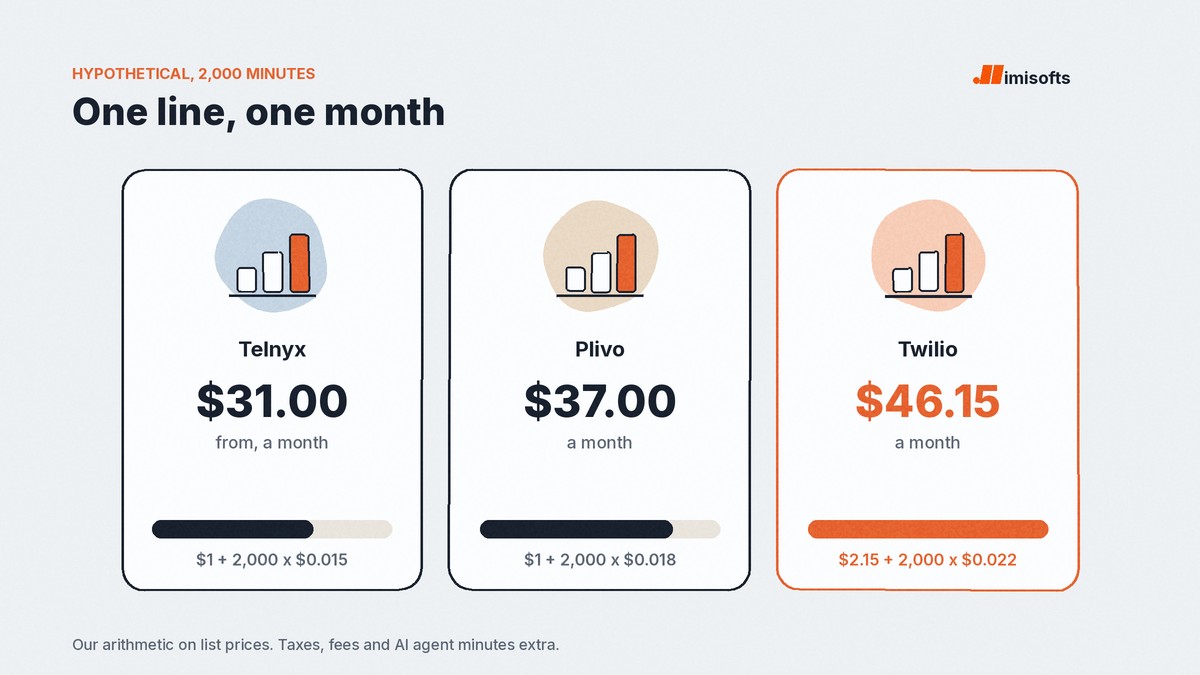 HYPOTHETICAL, 2,000 MINUTES
imisofts
One line, one month
Telnyx
$31.00
from, a month
$1 + 2,000 x $0.015
Plivo
$37.00
a month
$1 + 2,000 x $0.018
Twilio
$46.15
a month
$2.15 + 2,000 x $0.022
Our arithmetic on list prices. Taxes, fees and AI agent minutes extra.